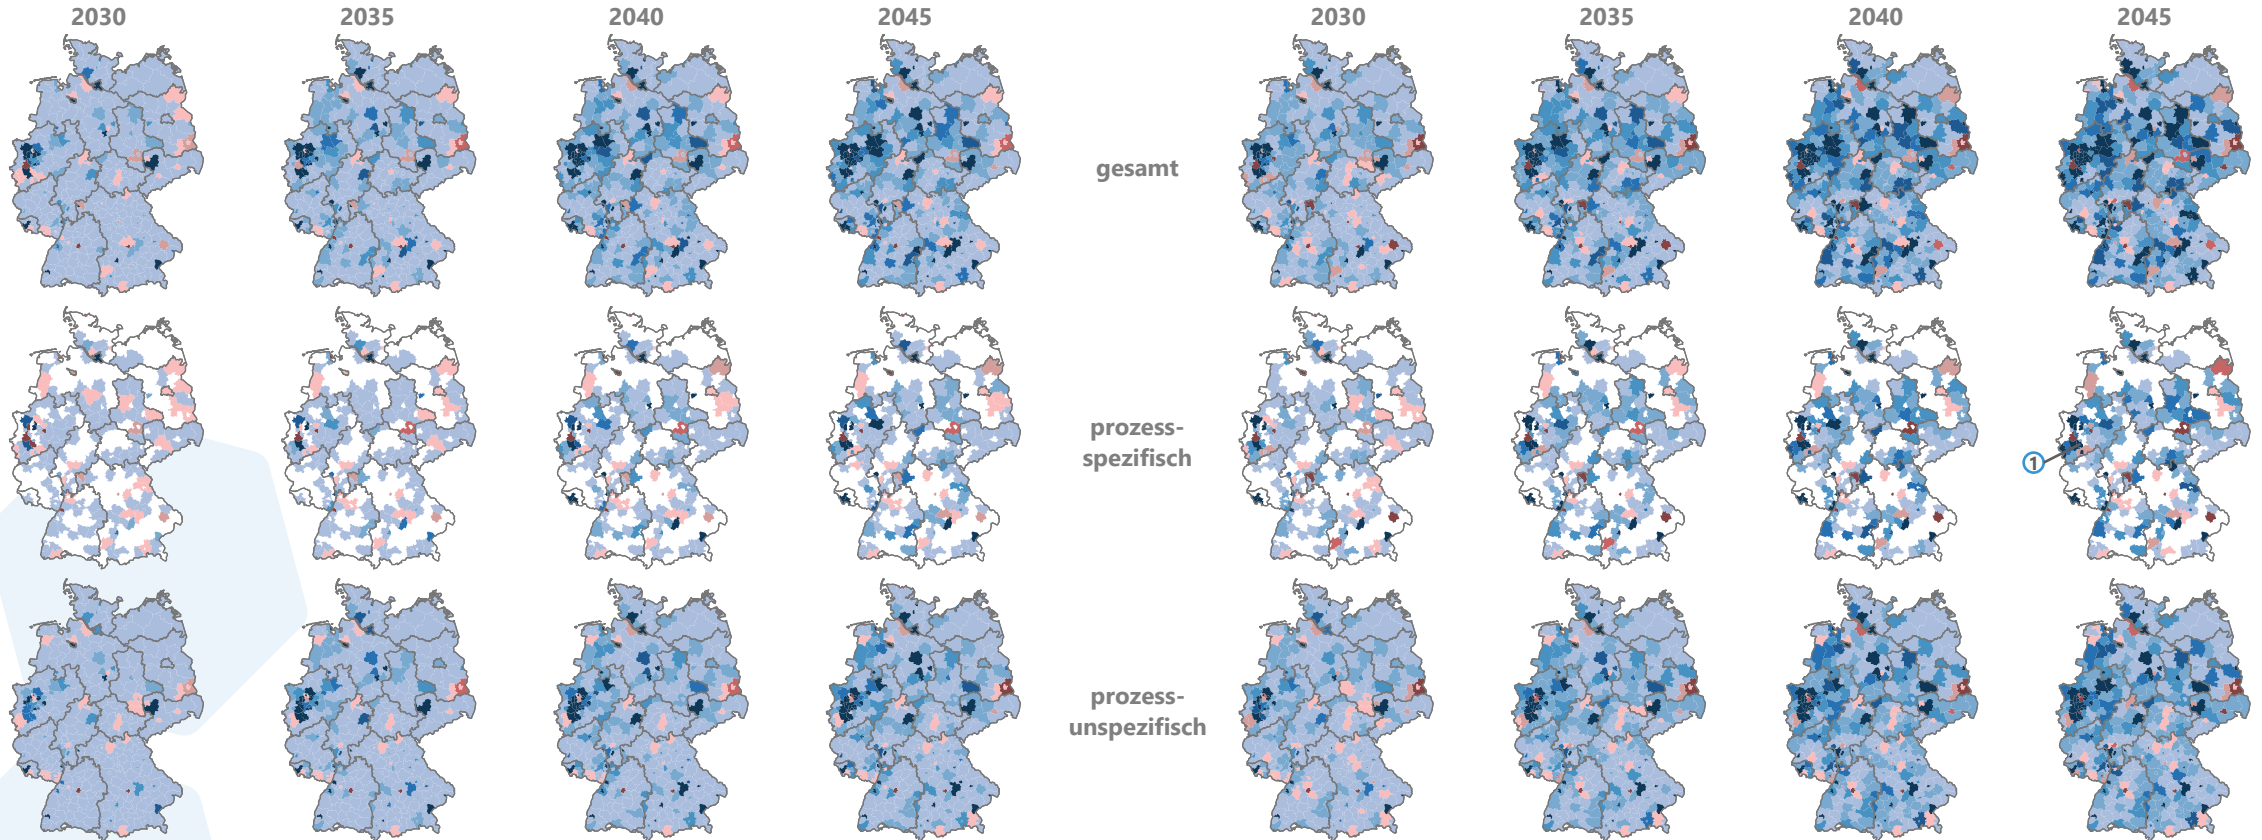 2030 2035 2040 2045 2030 2035 2040 2045
gesamt
prozess-
spezifisch
1
prozess-
unspezifisch